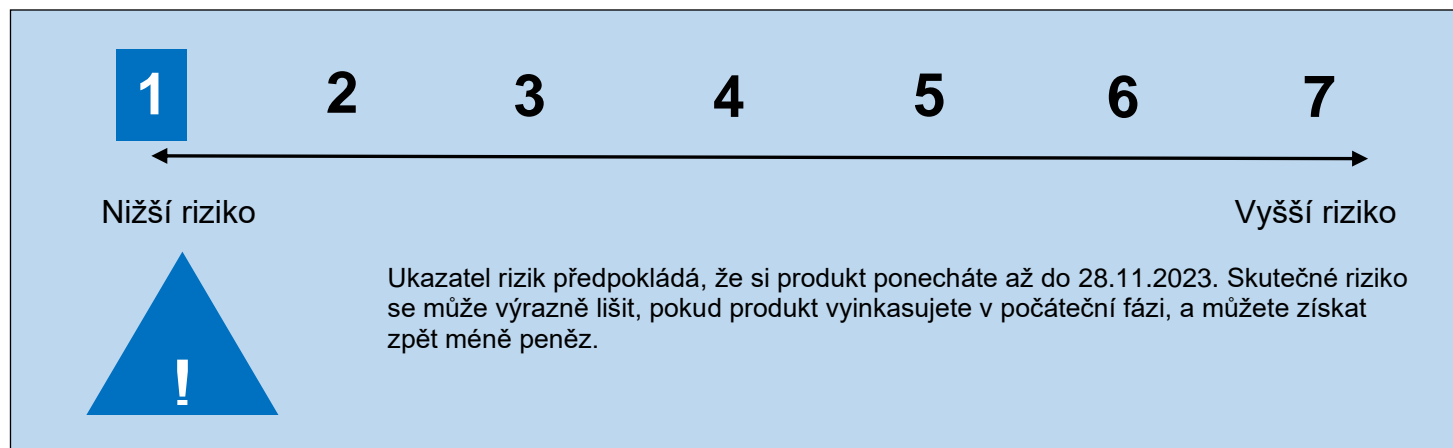 1 2 3 4 5 6 7
Nižší riziko Vyšší riziko
Ukazatel rizik předpokládá, že si produkt ponecháte až do 28.11.2023. Skutečné riziko
se může výrazně lišit, pokud produkt vyinkasujete v počáteční fázi, a můžete získat
zpět méně peněz.
!